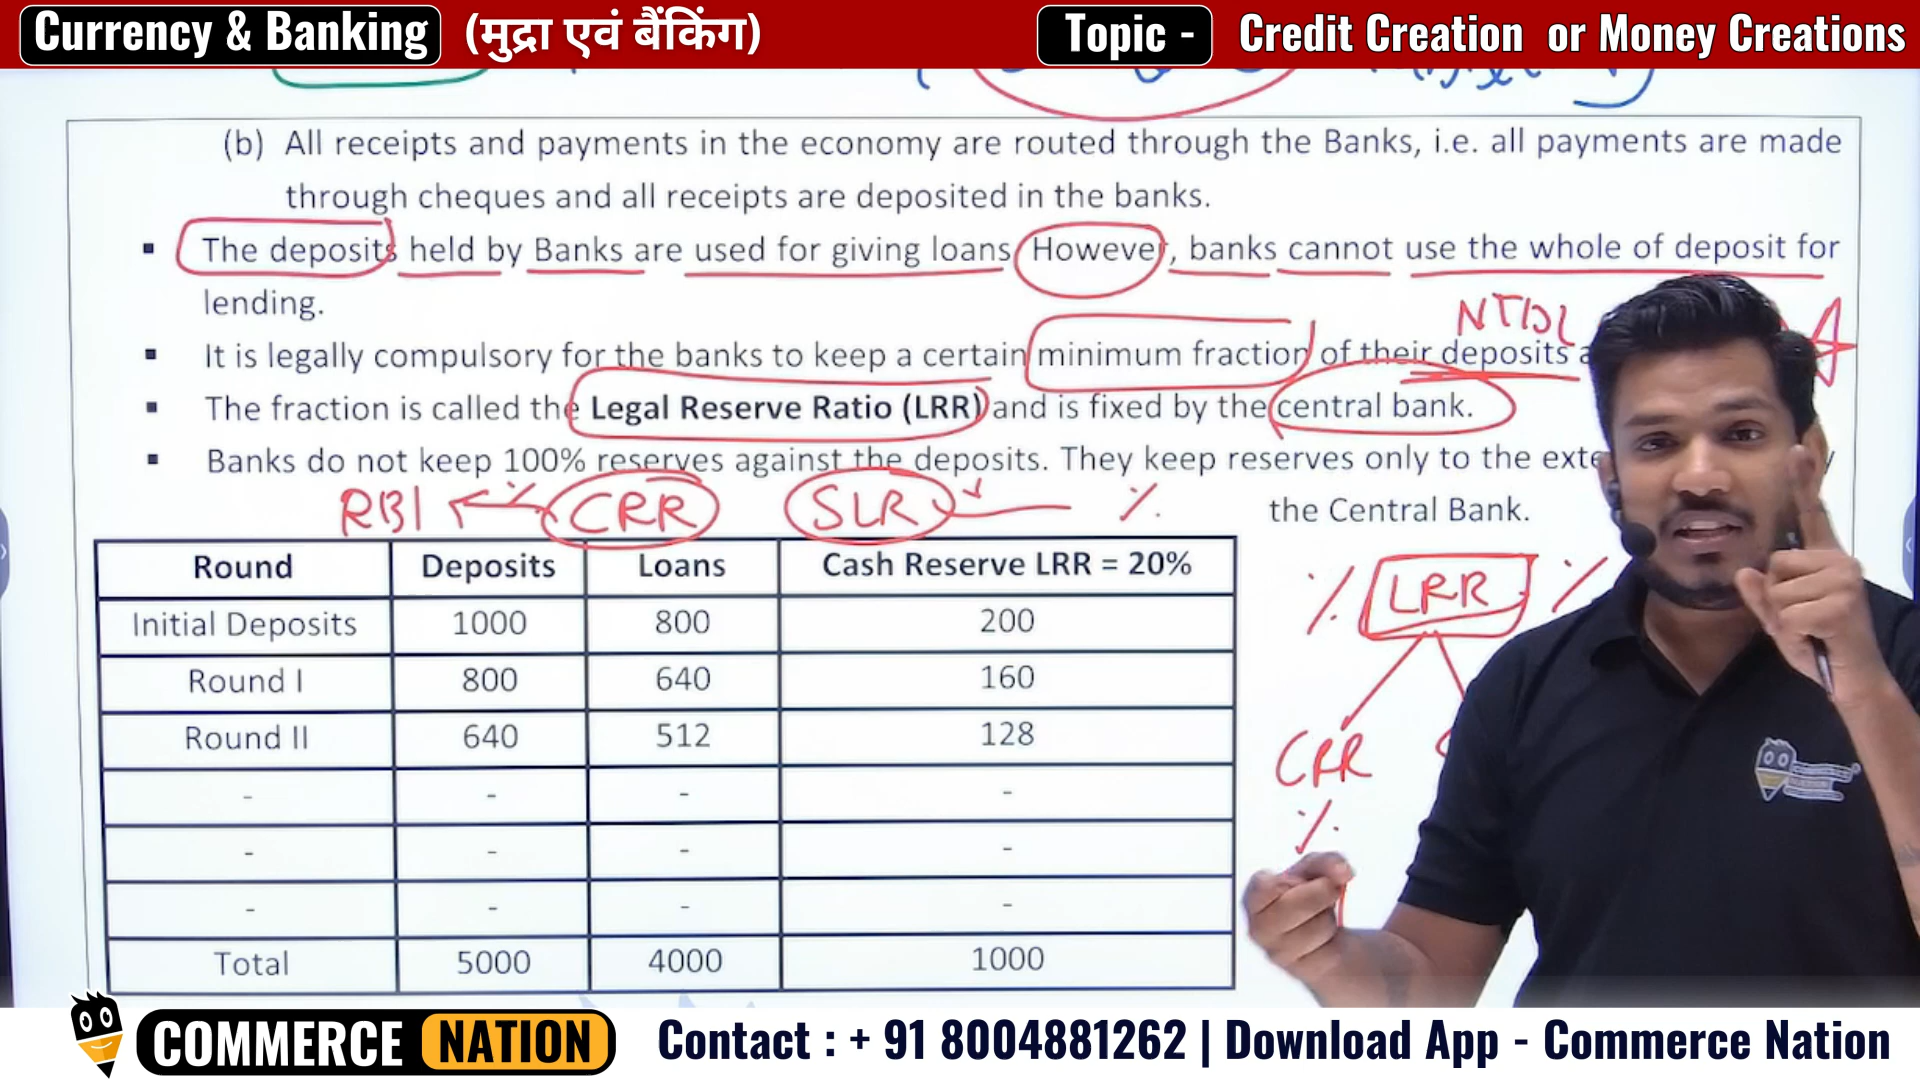 Currency & Banking (मुद्रा एवं बैंकिंग) Topic - Credit Creation or Money Creations
(b) All receipts and payments in the economy are routed through the Banks, i.e. all payments are made
through cheques and all receipts are deposited in the banks.
▪ The deposits held by Banks are used for giving loans However, banks cannot use the whole of deposit for
lending.
NTDL
▪ It is legally compulsory for the banks to keep a certain minimum fraction of their deposits
▪ The fraction is called the Legal Reserve Ratio (LRR) and is fixed by the central bank.
▪ Banks do not keep 100% reserves against the deposits. They keep reserves only to the
RBI % CRR SLR %
the Central Bank.
Round Deposits Loans Cash Reserve LRR = 20%
% LRR %
Initial Deposits 1000 800 200
Round I 800 640 160
Round II 640 512 128
CRR
- - - -
%
- - - -
- - - -
Total 5000 4000 1000
COMMERCE NATION Contact : + 91 8004881262 | Download App - Commerce Nation